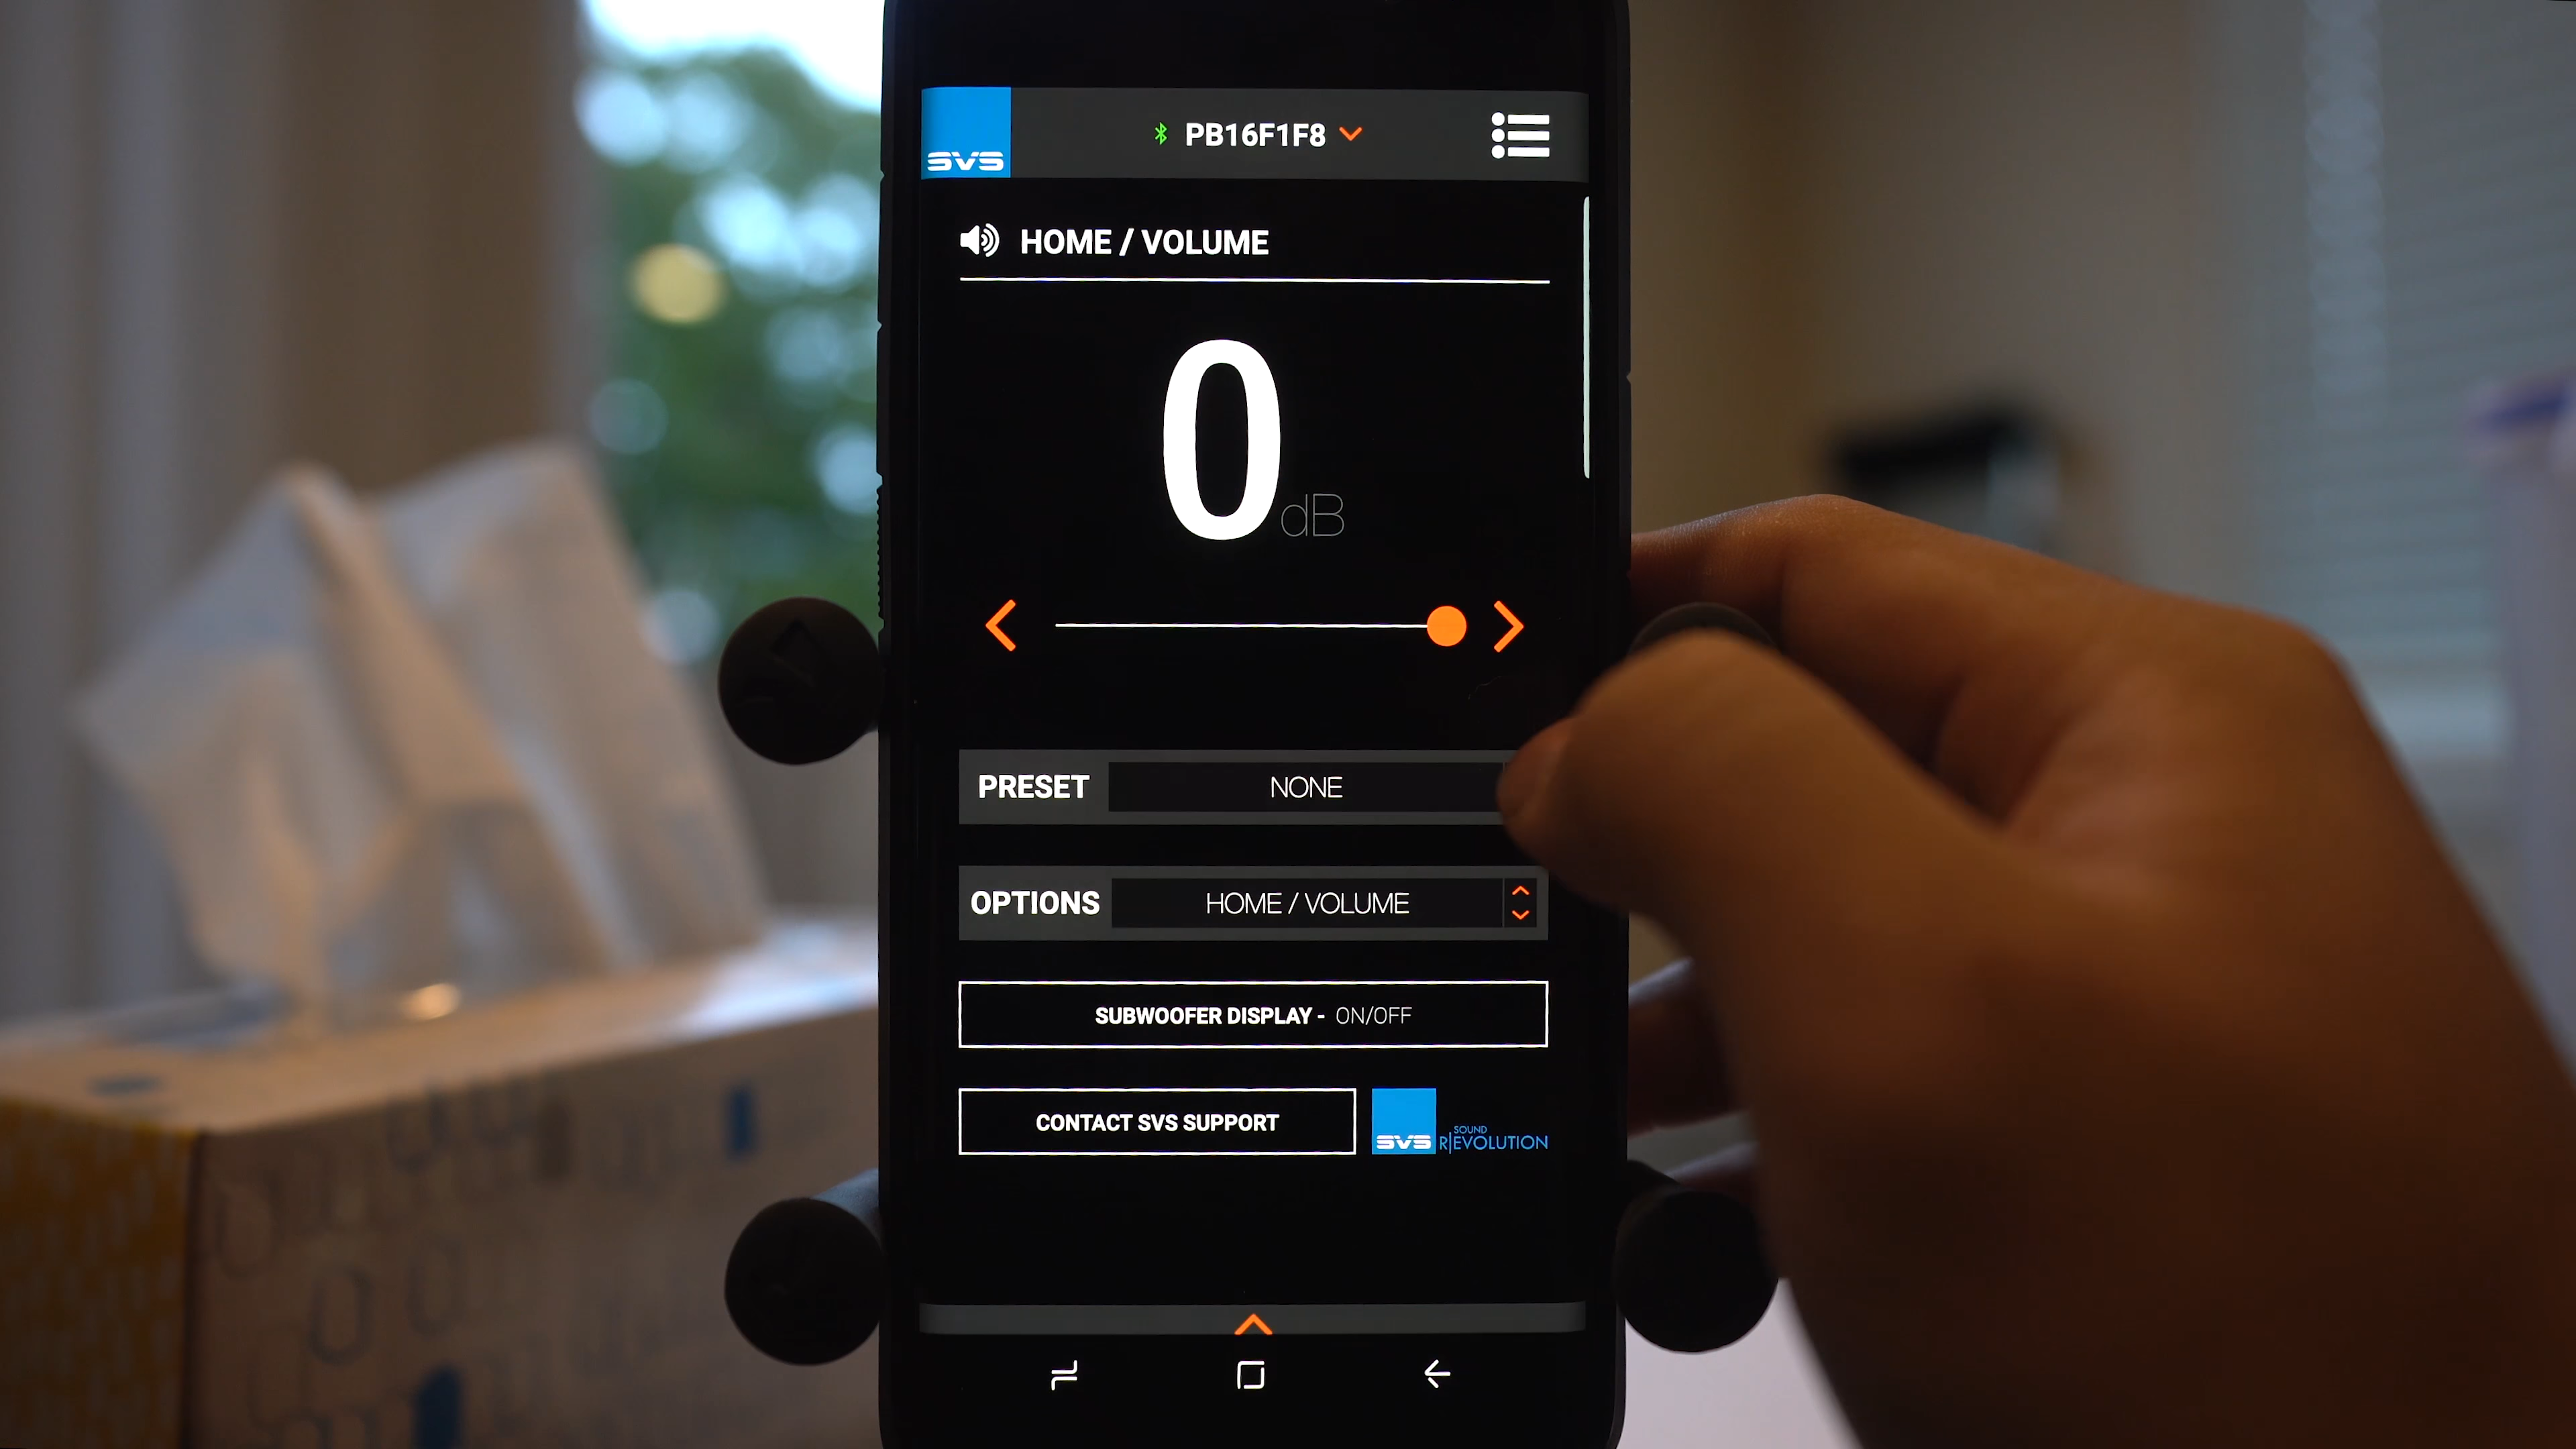 SVS
PB16F1F8
HOME / VOLUME
0 dB
PRESET NONE
OPTIONS HOME / VOLUME
SUBWOOFER DISPLAY - ON/OFF
CONTACT SVS SUPPORT
SVS SOUND
R|EVOLUTION